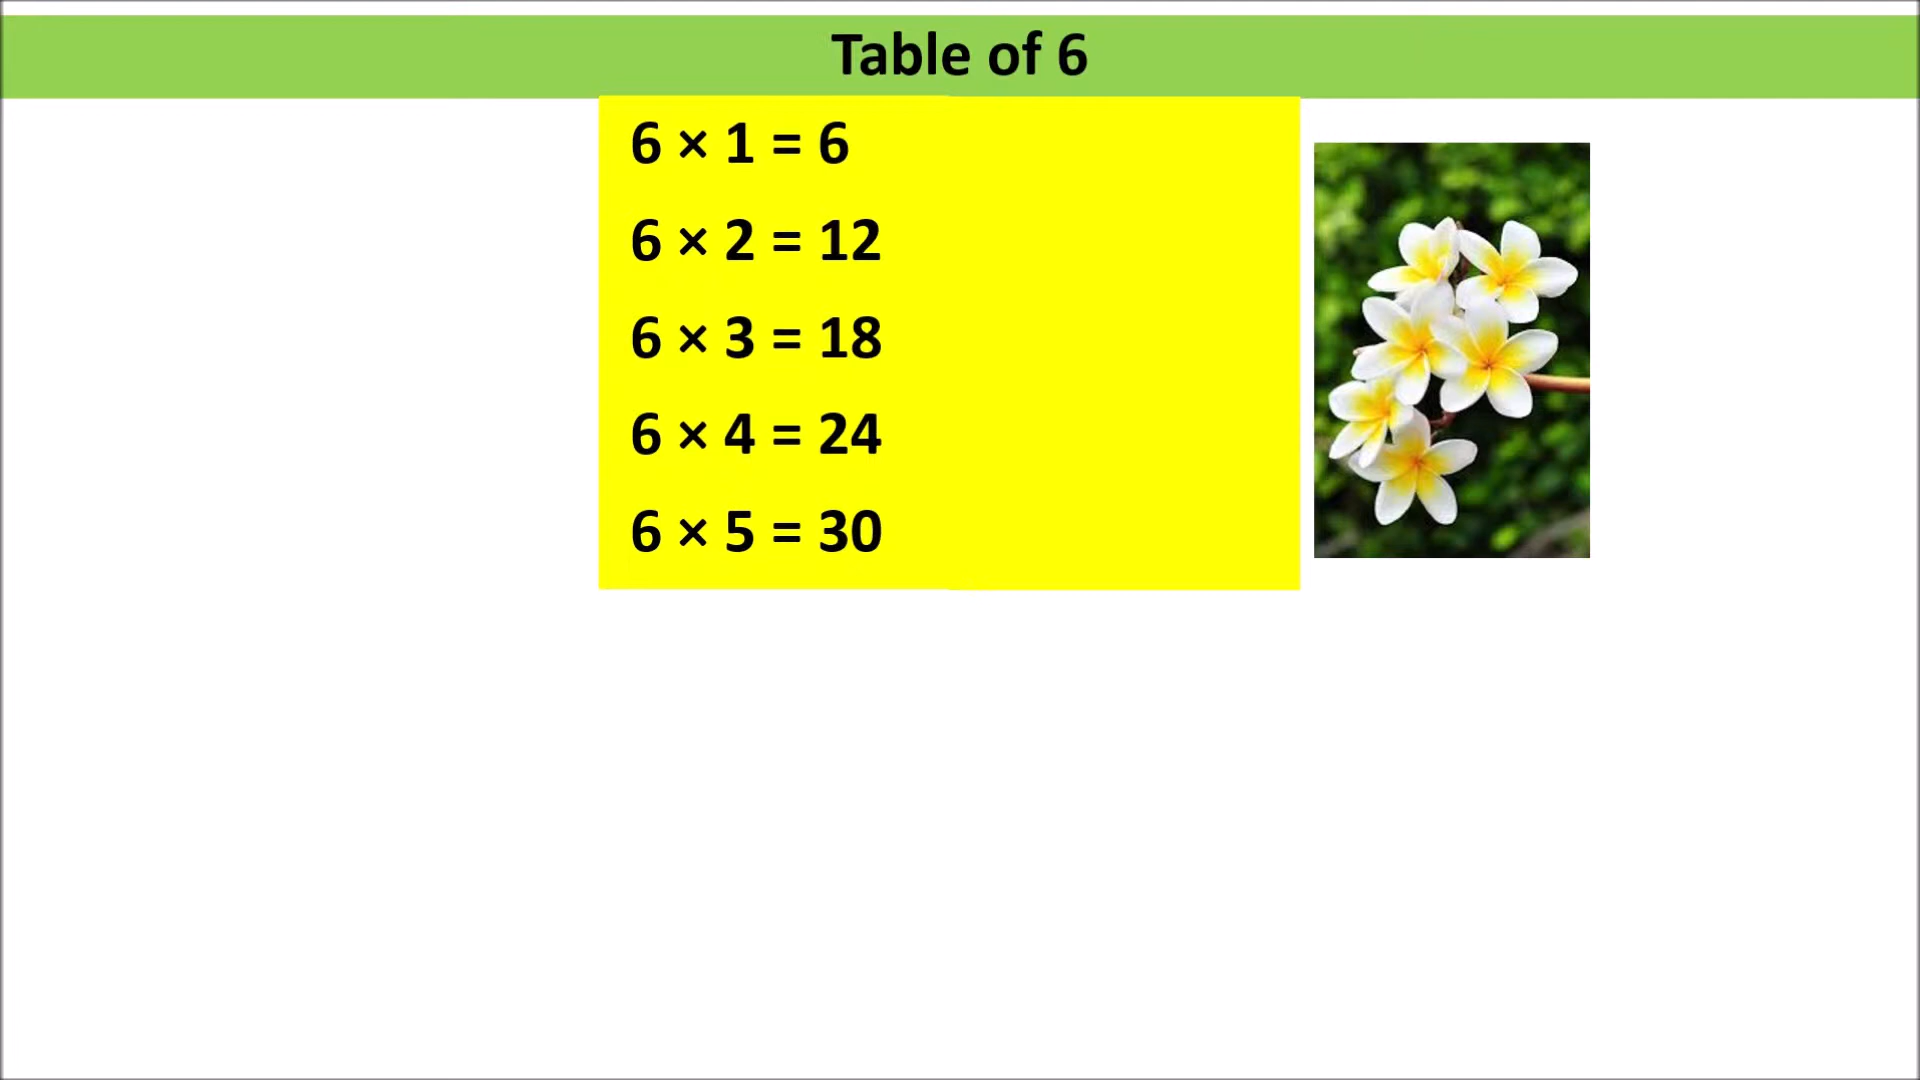 Table of 6
6 × 1 = 6
6 × 2 = 12
6 × 3 = 18
6 × 4 = 24
6 × 5 = 30